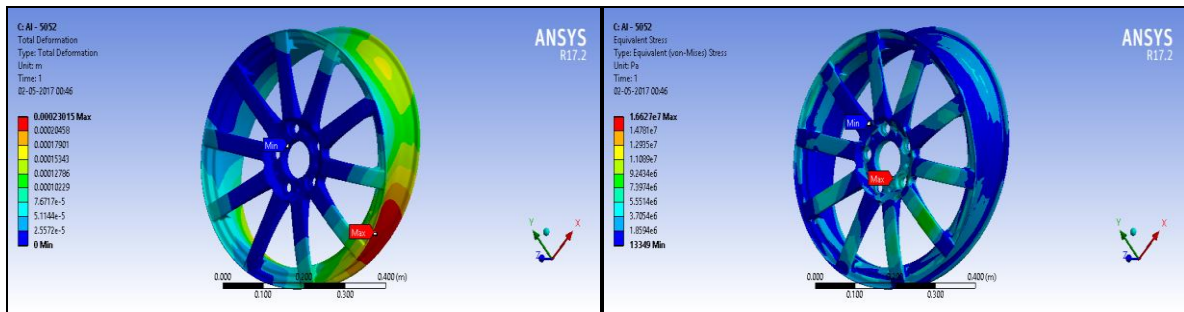 C: Al - 5052
Total Deformation
Type: Total Deformation
Unit: m
Time: 1
02-05-2017 00:46
0.00023015 Max
0.00020458
0.00017901
0.00015343
0.00012786
0.00010229
7.6717e-5
5.1144e-5
2.5572e-5
0 Min
ANSYS
R17.2
Min
Max
Y
X
Z
0.000
0.200
0.400 (m)
0.100
0.300
C: Al - 5052
Equivalent Stress
Type: Equivalent (von-Mises) Stress
Unit: Pa
Time: 1
02-05-2017 00:46
1.6627e7 Max
1.4781e7
1.2935e7
1.1089e7
9.2434e6
7.3974e6
5.5514e6
3.7054e6
1.8594e6
13349 Min
ANSYS
R17.2
Min
Max
Y
X
Z
0.000
0.200
0.400 (m)
0.100
0.300